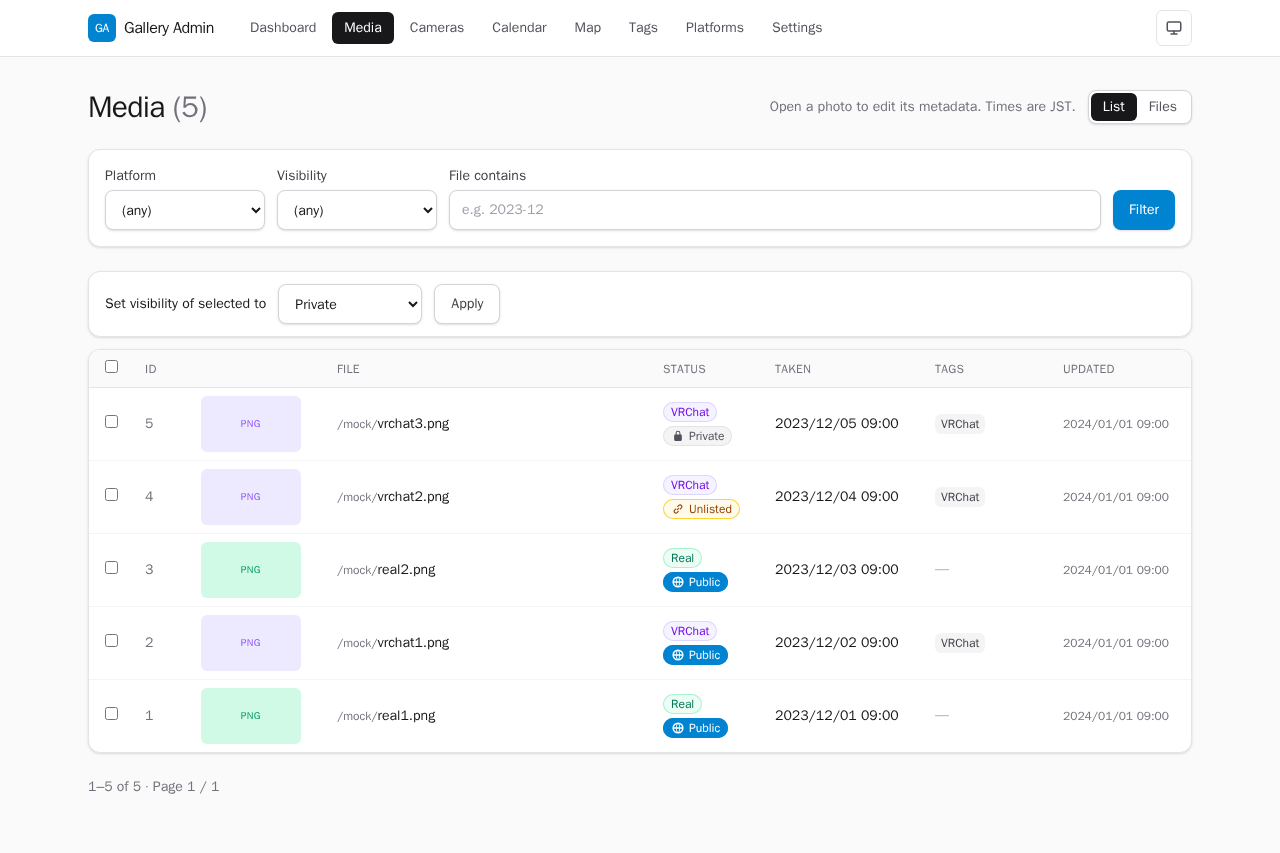 GA Gallery Admin Dashboard Media Cameras Calendar Map Tags Platforms Settings
Media (5) Open a photo to edit its metadata. Times are JST. List Files
Platform Visibility File contains
(any) (any) e.g. 2023-12 Filter
Set visibility of selected to Private Apply
ID FILE STATUS TAKEN TAGS UPDATED
5 PNG /mock/vrchat3.png VRChat Private 2023/12/05 09:00 VRChat 2024/01/01 09:00
4 PNG /mock/vrchat2.png VRChat Unlisted 2023/12/04 09:00 VRChat 2024/01/01 09:00
3 PNG /mock/real2.png Real Public 2023/12/03 09:00 — 2024/01/01 09:00
2 PNG /mock/vrchat1.png VRChat Public 2023/12/02 09:00 VRChat 2024/01/01 09:00
1 PNG /mock/real1.png Real Public 2023/12/01 09:00 — 2024/01/01 09:00
1–5 of 5 · Page 1 / 1